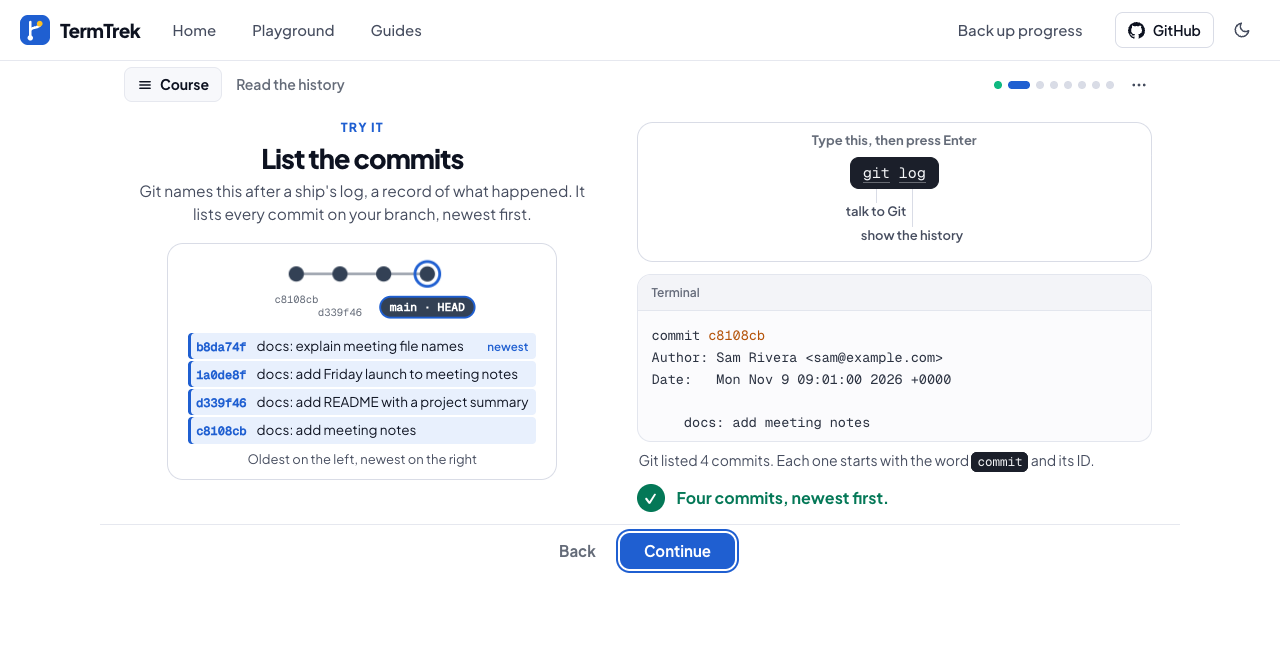 TermTrek
Home
Playground
Guides
Back up progress
GitHub
Course
Read the history
TRY IT
List the commits
Git names this after a ship's log, a record of what happened. It
lists every commit on your branch, newest first.
c8108cb
d339f46
main · HEAD
b8da74f docs: explain meeting file names newest
1a0de8f docs: add Friday launch to meeting notes
d339f46 docs: add README with a project summary
c8108cb docs: add meeting notes
Oldest on the left, newest on the right
Type this, then press Enter
git log
talk to Git
show the history
Terminal
commit c8108cb
Author: Sam Rivera <sam@example.com>
Date:   Mon Nov 9 09:01:00 2026 +0000
docs: add meeting notes
Git listed 4 commits. Each one starts with the word commit and its ID.
Four commits, newest first.
Back
Continue